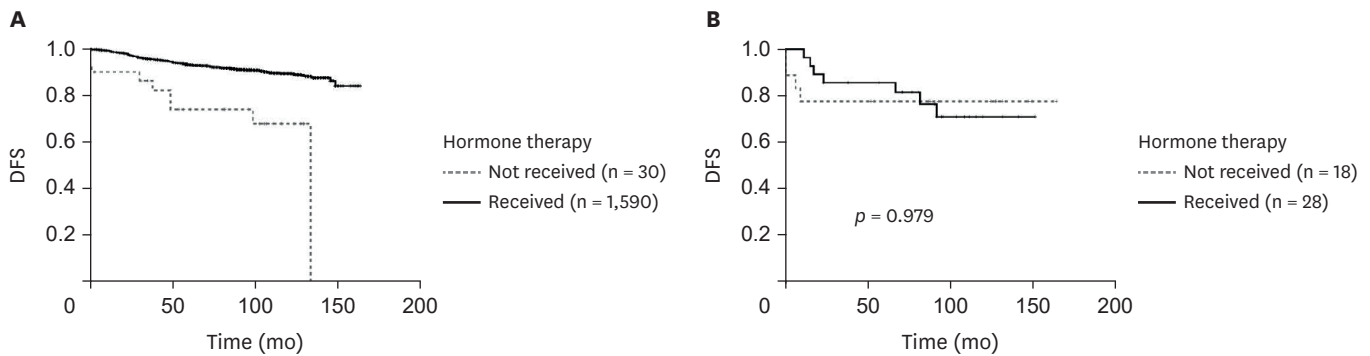 A
1.0
0.8
0.6
0.4
0.2
0
50
100
150
200
DFS
Time (mo)
Hormone therapy
Not received (n = 30)
Received (n = 1,590)
B
1.0
0.8
0.6
0.4
0.2
0
50
100
150
200
DFS
Time (mo)
p = 0.979
Hormone therapy
Not received (n = 18)
Received (n = 28)